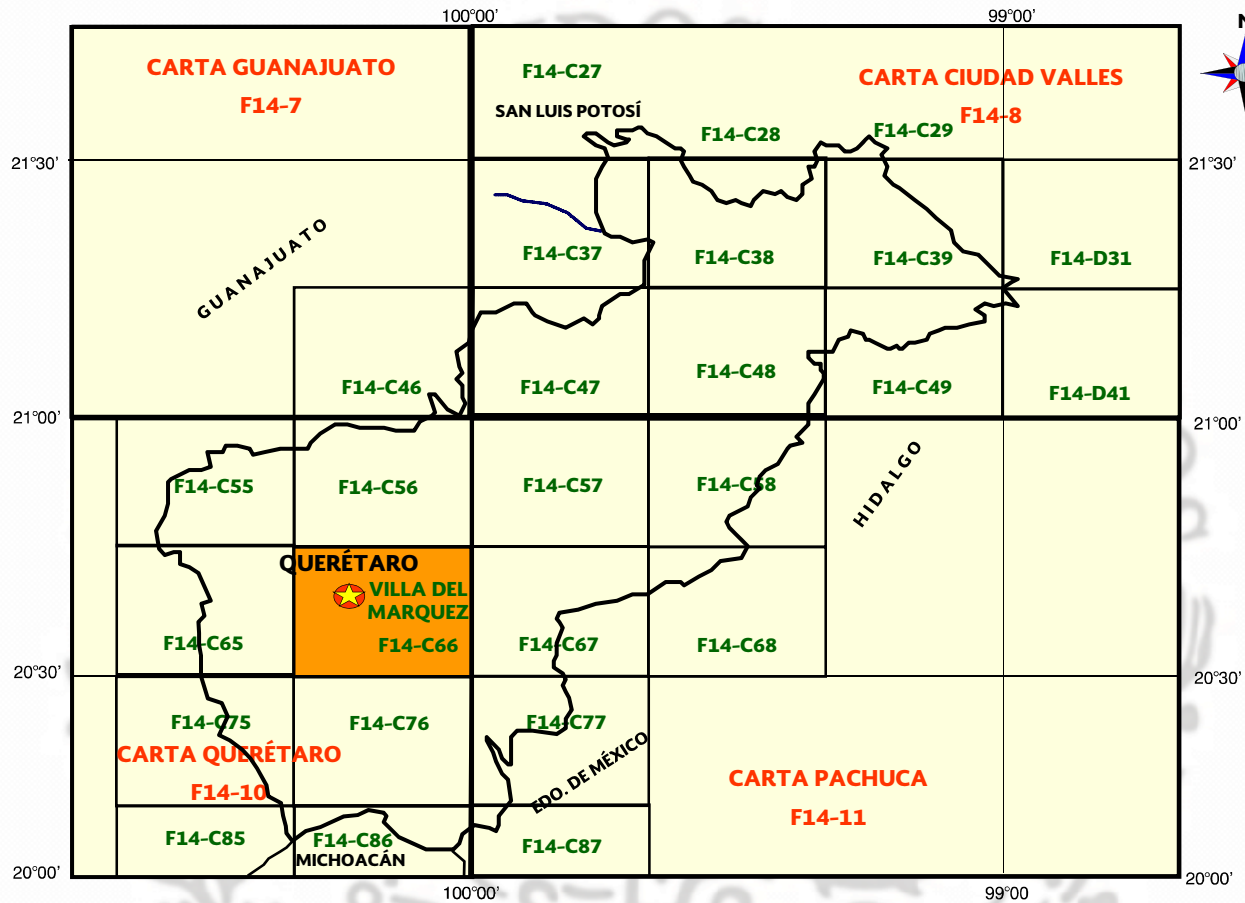 100°00' 99°00'
N
CARTA GUANAJUATO
F14-7
F14-C27
CARTA CIUDAD VALLES
F14-8
SAN LUIS POTOSÍ
F14-C28
F14-C29
21°30' 21°30'
GUANAJUATO
F14-C37
F14-C38
F14-C39
F14-D31
F14-C46
F14-C47
F14-C48
F14-C49
F14-D41
21°00' 21°00'
F14-C55
F14-C56
F14-C57
F14-C58
HIDALGO
QUERÉTARO
VILLA DEL
MARQUEZ
F14-C65
F14-C66
F14-C67
F14-C68
20°30' 20°30'
F14-C75
F14-C76
F14-C77
CARTA QUERÉTARO
F14-10
EDO. DE MÉXICO
CARTA PACHUCA
F14-11
F14-C85
F14-C86
MICHOACÁN
F14-C87
20°00' 20°00'
100°00' 99°00'